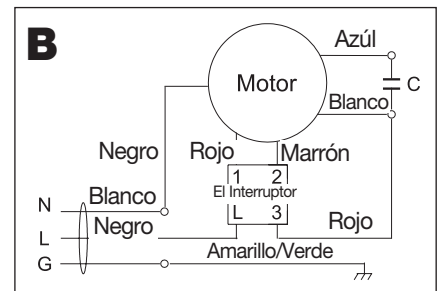 B
Azúl
Motor
C
Blanco
Negro
Rojo
Marrón
1 2
El Interruptor
L 3
N
Blanco
Rojo
L
Negro
Amarillo/Verde
G